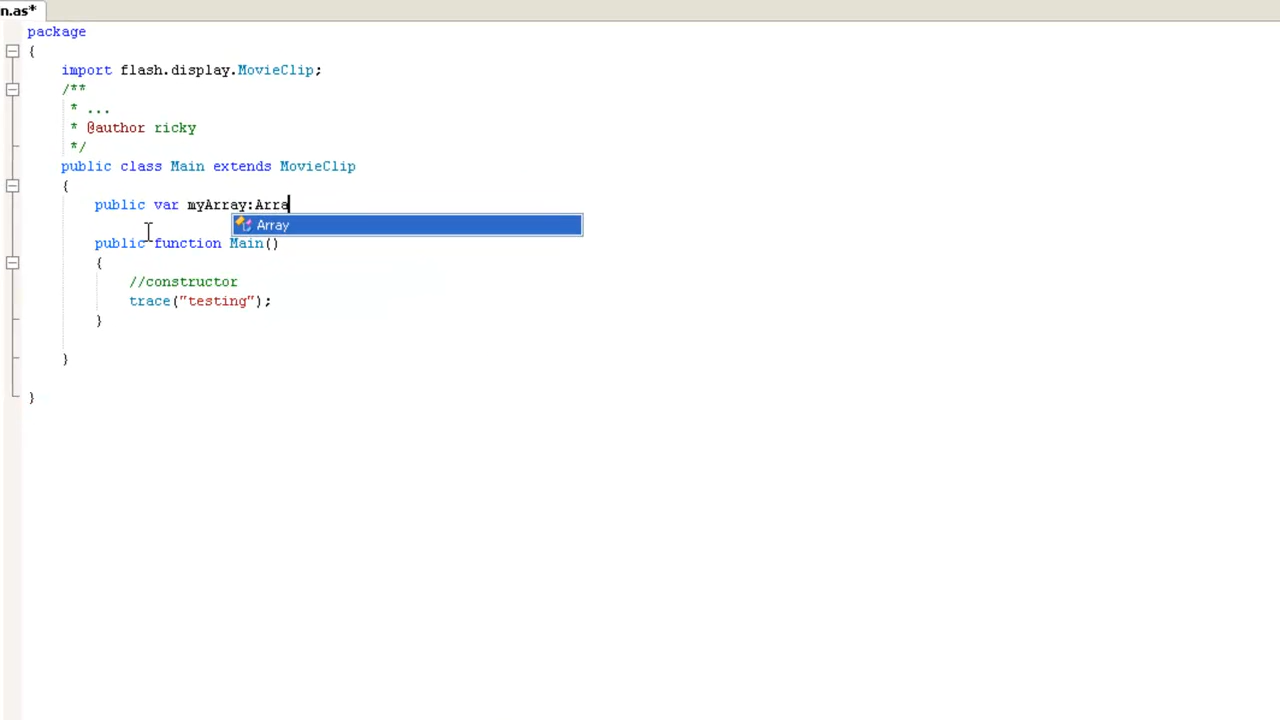 n.as*
package
{
import flash.display.MovieClip;
/**
* ...
* @author ricky
*/
public class Main extends MovieClip
{
public var myArray:Arra
Array
public function Main()
{
//constructor
trace("testing");
}
}
}